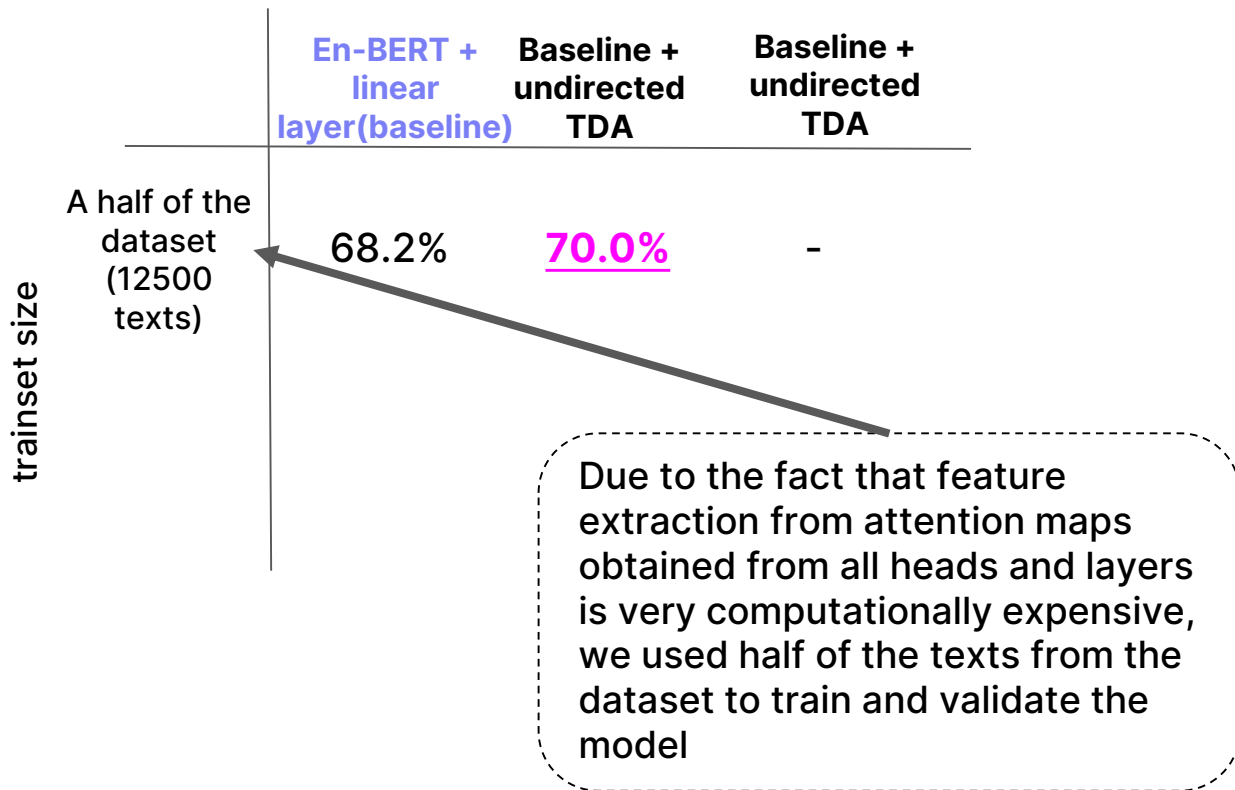 En-BERT +
linear
layer(baseline)
Baseline +
undirected
TDA
Baseline +
undirected
TDA
trainset size
A half of the
dataset
(12500
texts)
68.2%
70.0%
-
Due to the fact that feature
extraction from attention maps
obtained from all heads and layers
is very computationally expensive,
we used half of the texts from the
dataset to train and validate the
model